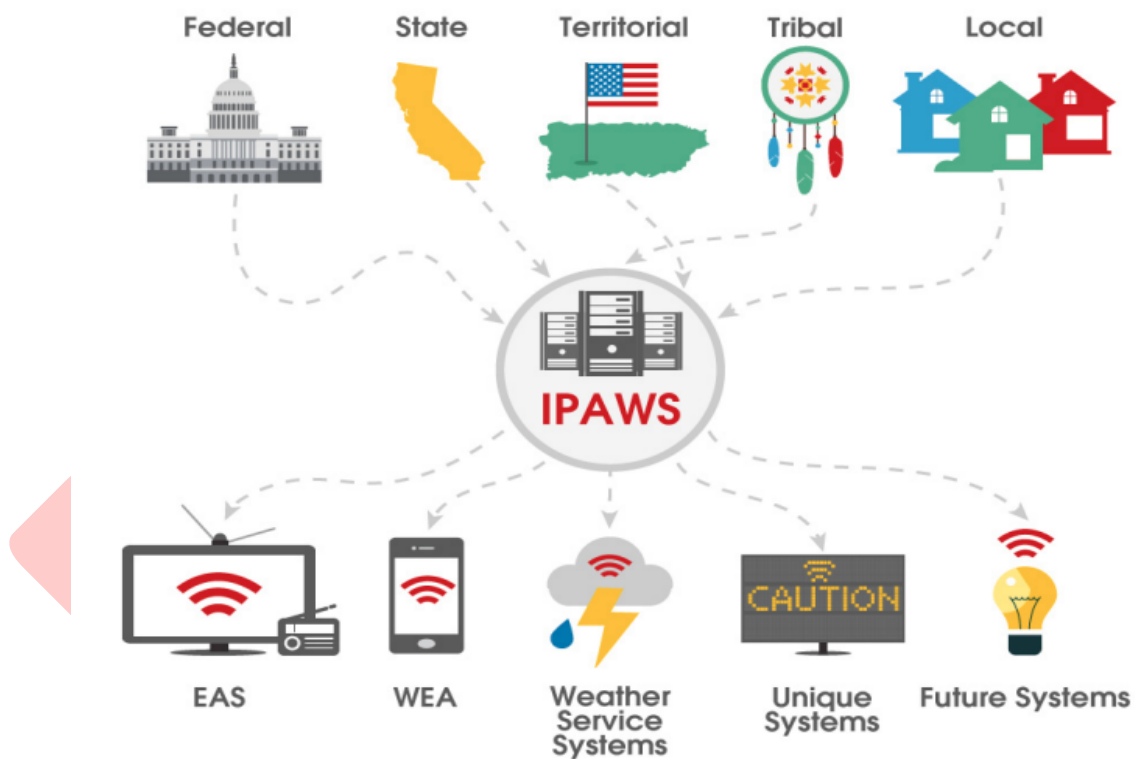 Federal
State
Territorial
Tribal
Local
IPAWS
CAUTION
EAS
WEA
Weather
Service
Systems
Unique
Systems
Future Systems